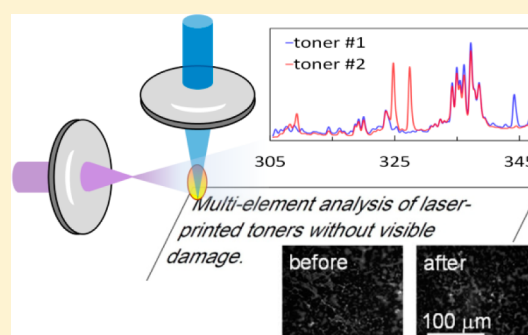 toner #1
toner #2
305 325 345
Multi-element analysis of laser-
printed toners without visible
damage.
before after
100 μm